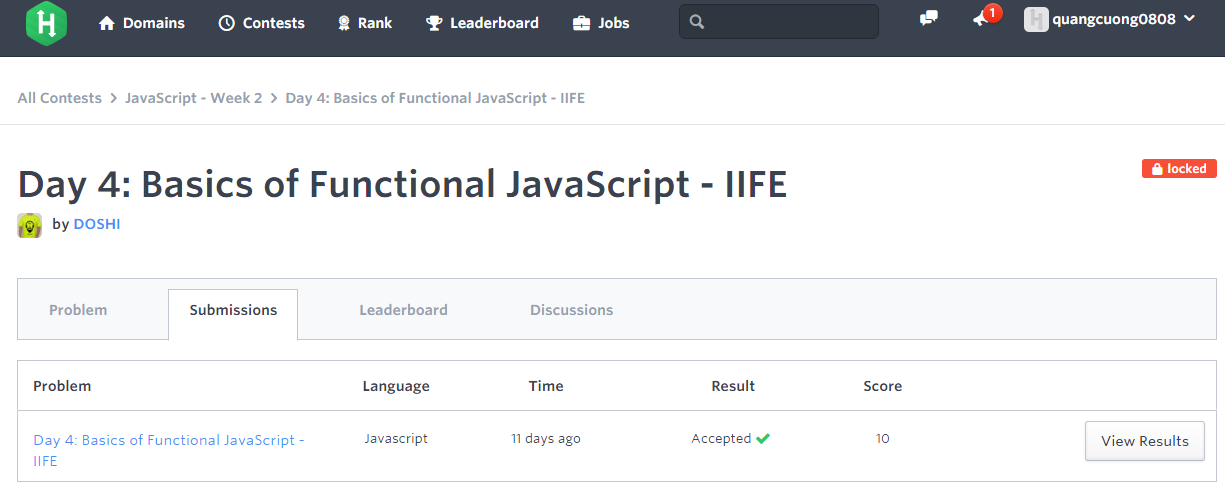 Domains Contests Rank Leaderboard Jobs 1 quangcuong0808
All Contests > JavaScript - Week 2 > Day 4: Basics of Functional JavaScript - IIFE
Day 4: Basics of Functional JavaScript - IIFE
locked
by DOSHI
Problem Submissions Leaderboard Discussions
Problem Language Time Result Score
Day 4: Basics of Functional JavaScript - Javascript 11 days ago Accepted 10 View Results
IIFE